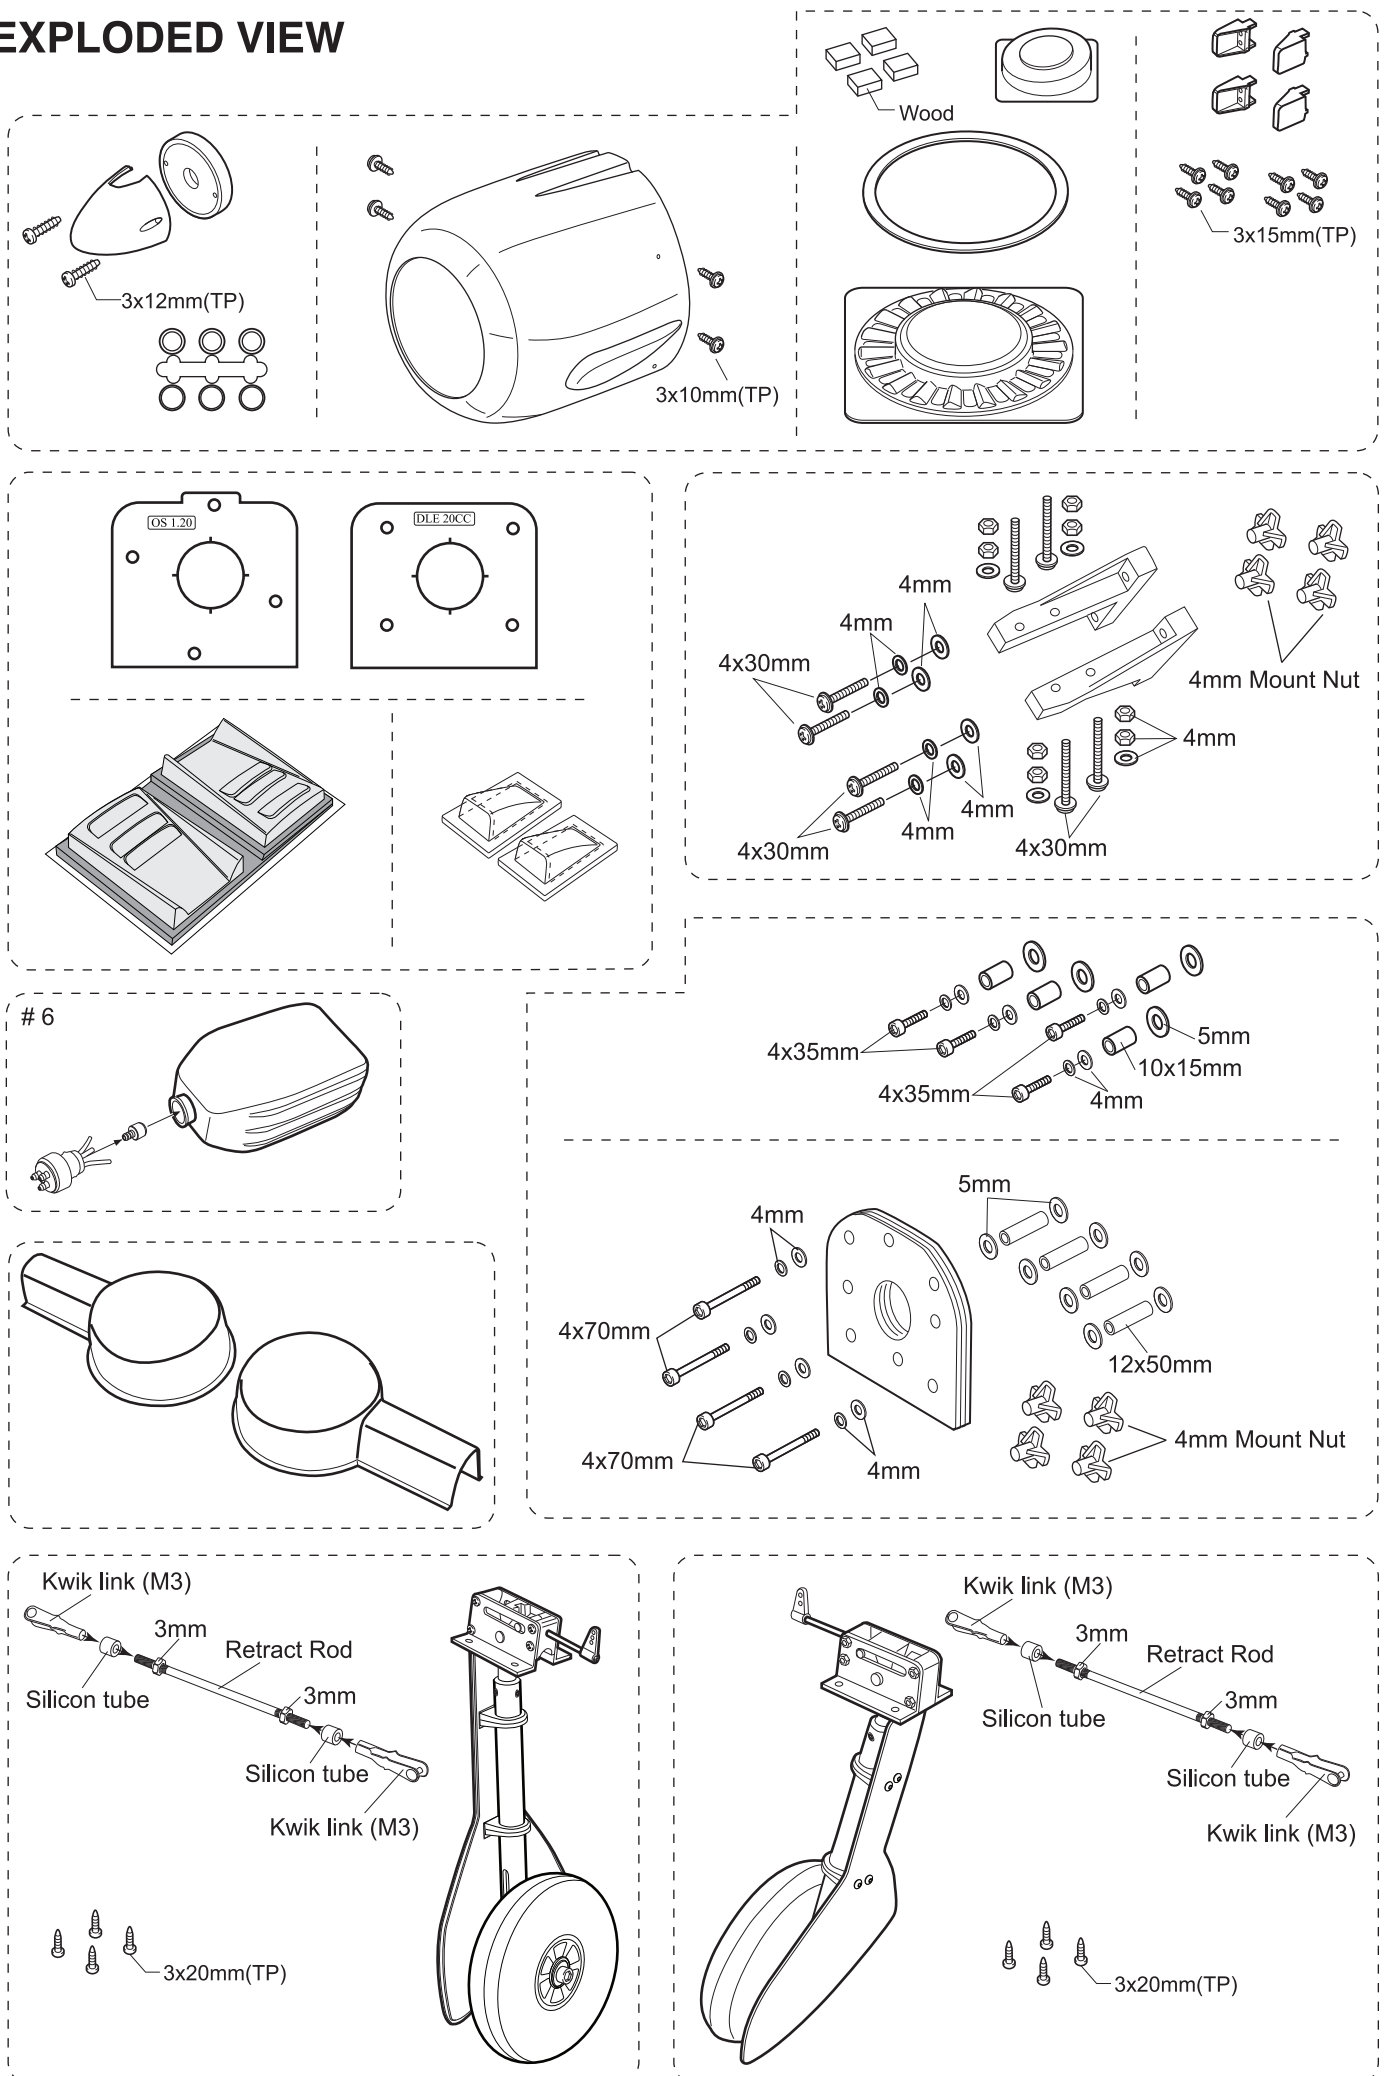 EXPLODED VIEW
Wood
3x15mm(TP)
3x12mm(TP)
3x10mm(TP)
OS 1.20
DLE 20CC
4mm
4mm
4x30mm
4mm Mount Nut
4mm
4mm
4mm
4x30mm
4x30mm
# 6
5mm
4x35mm
10x15mm
4x35mm
4mm
5mm
4mm
4x70mm
12x50mm
4mm Mount Nut
4x70mm
4mm
Kwik link (M3)
3mm
Retract Rod
Silicon tube
3mm
Silicon tube
Kwik link (M3)
3x20mm(TP)
Kwik link (M3)
3mm
Retract Rod
3mm
Silicon tube
Silicon tube
Kwik link (M3)
3x20mm(TP)